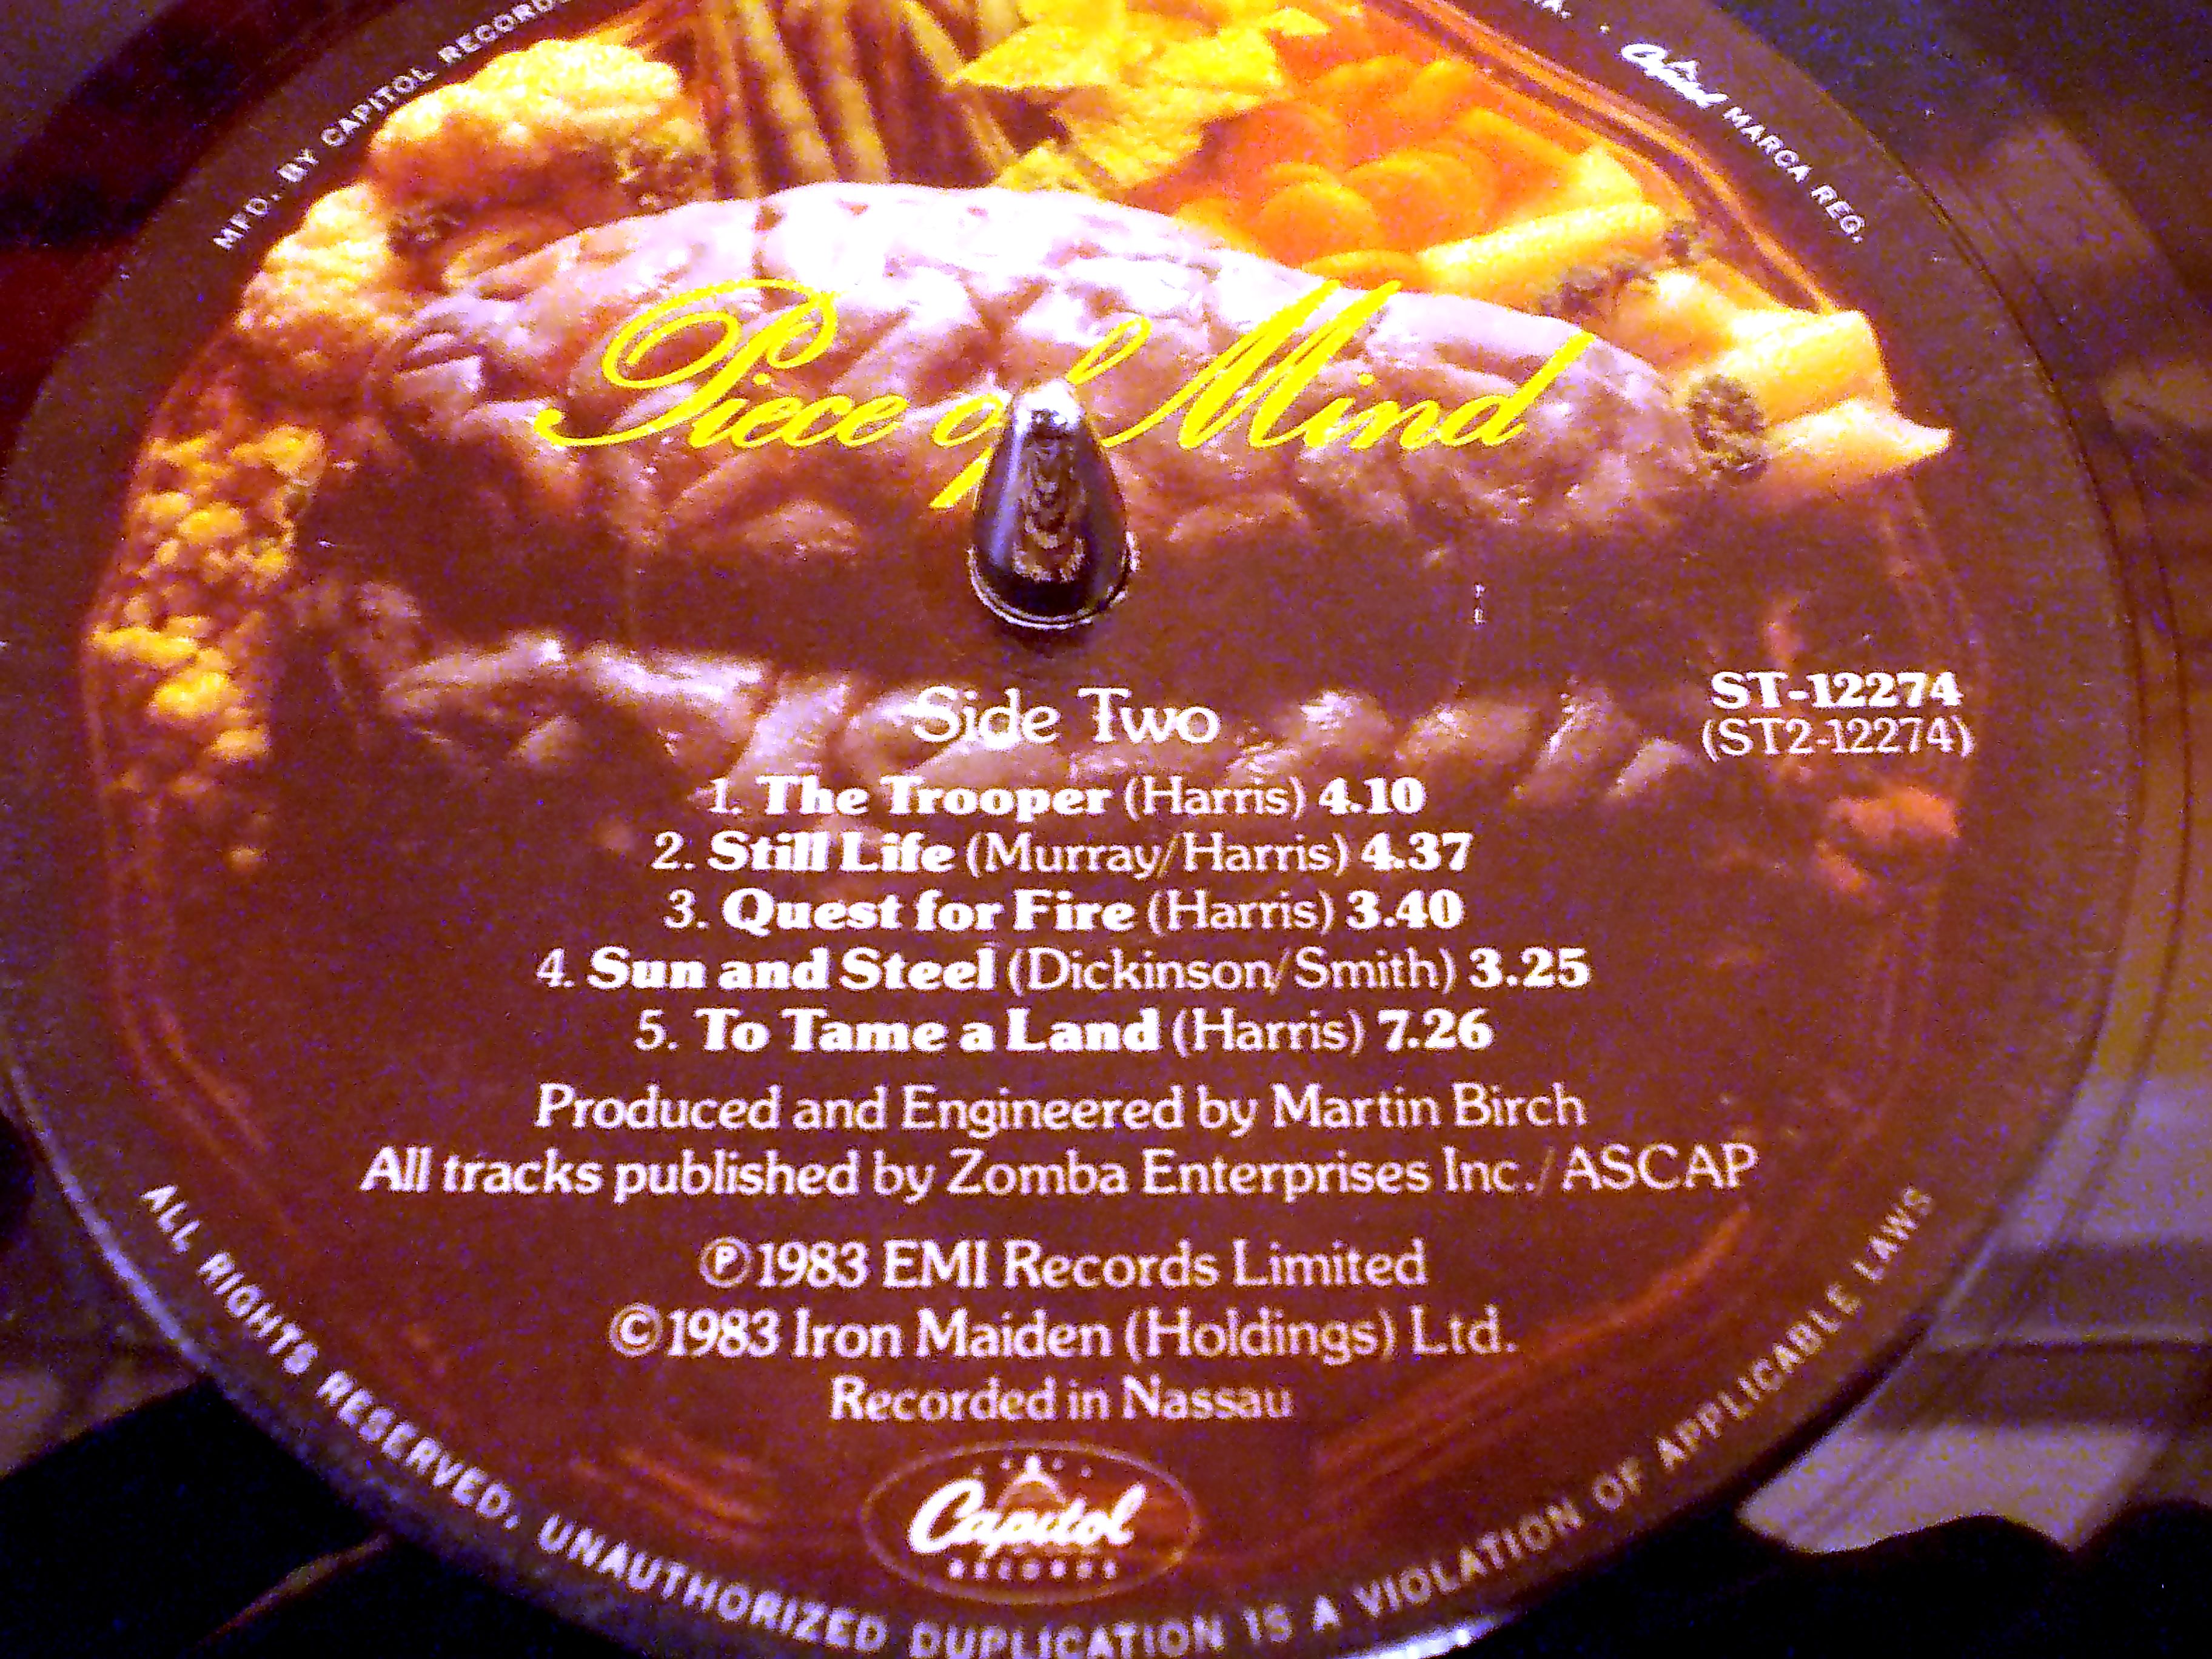 MFD. BY CAPITOL RECORDS
Capitol MARCA REG.
Piece of Mind
Side Two
ST-12274
(ST2-12274)
1. The Trooper (Harris) 4.10
2. Still Life (Murray/Harris) 4.37
3. Quest for Fire (Harris) 3.40
4. Sun and Steel (Dickinson/Smith) 3.25
5. To Tame a Land (Harris) 7.26
Produced and Engineered by Martin Birch
All tracks published by Zomba Enterprises Inc./ASCAP
℗1983 EMI Records Limited
©1983 Iron Maiden (Holdings) Ltd.
Recorded in Nassau
Capitol
RECORDS
ALL RIGHTS RESERVED, UNAUTHORIZED DUPLICATION IS A VIOLATION OF APPLICABLE LAWS